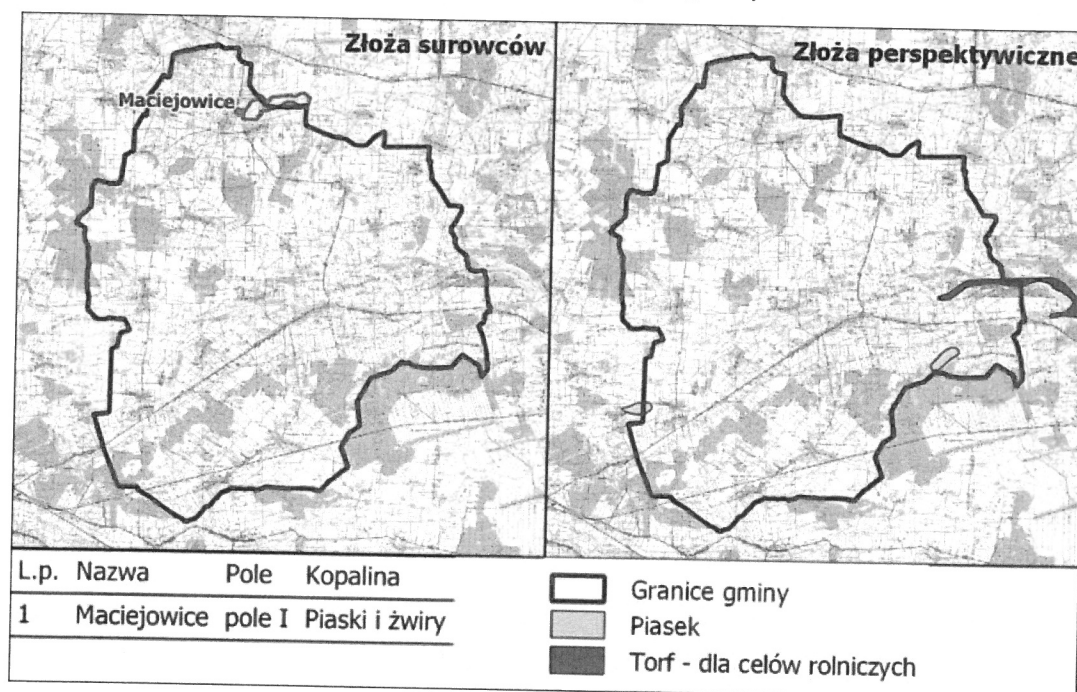 Złoża surowców
Maciejowice
Złoża perspektywiczne
L.p. Nazwa Pole Kopalina
1 Maciejowice pole I Piaski i żwiry
Granice gminy
Piasek
Torf - dla celów rolniczych